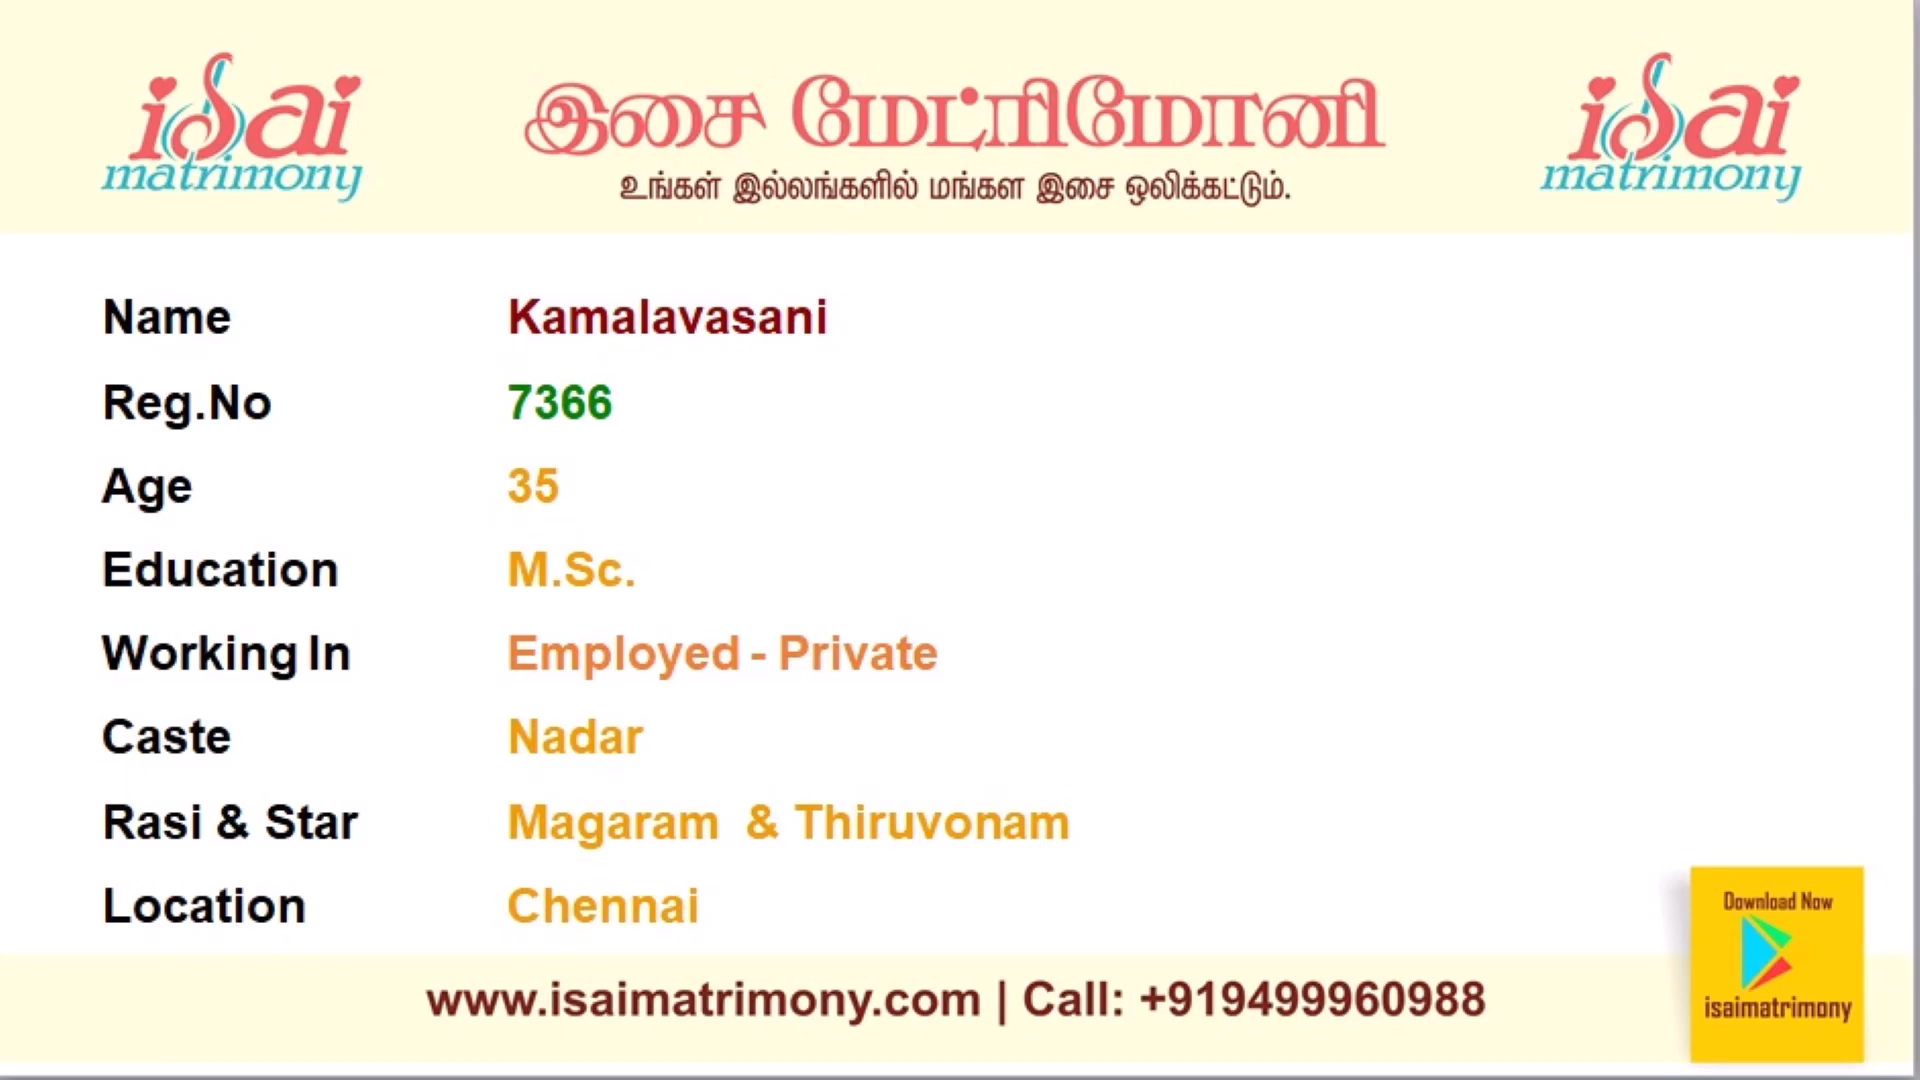 isai matrimony
இசை மேட்ரிமோனி
உங்கள் இல்லங்களில் மங்கள இசை ஒலிக்கட்டும்.
isai matrimony
Name Kamalavasani
Reg.No 7366
Age 35
Education M.Sc.
Working In Employed - Private
Caste Nadar
Rasi & Star Magaram & Thiruvonam
Location Chennai
www.isaimatrimony.com | Call: +919499960988
Download Now
isaimatrimony